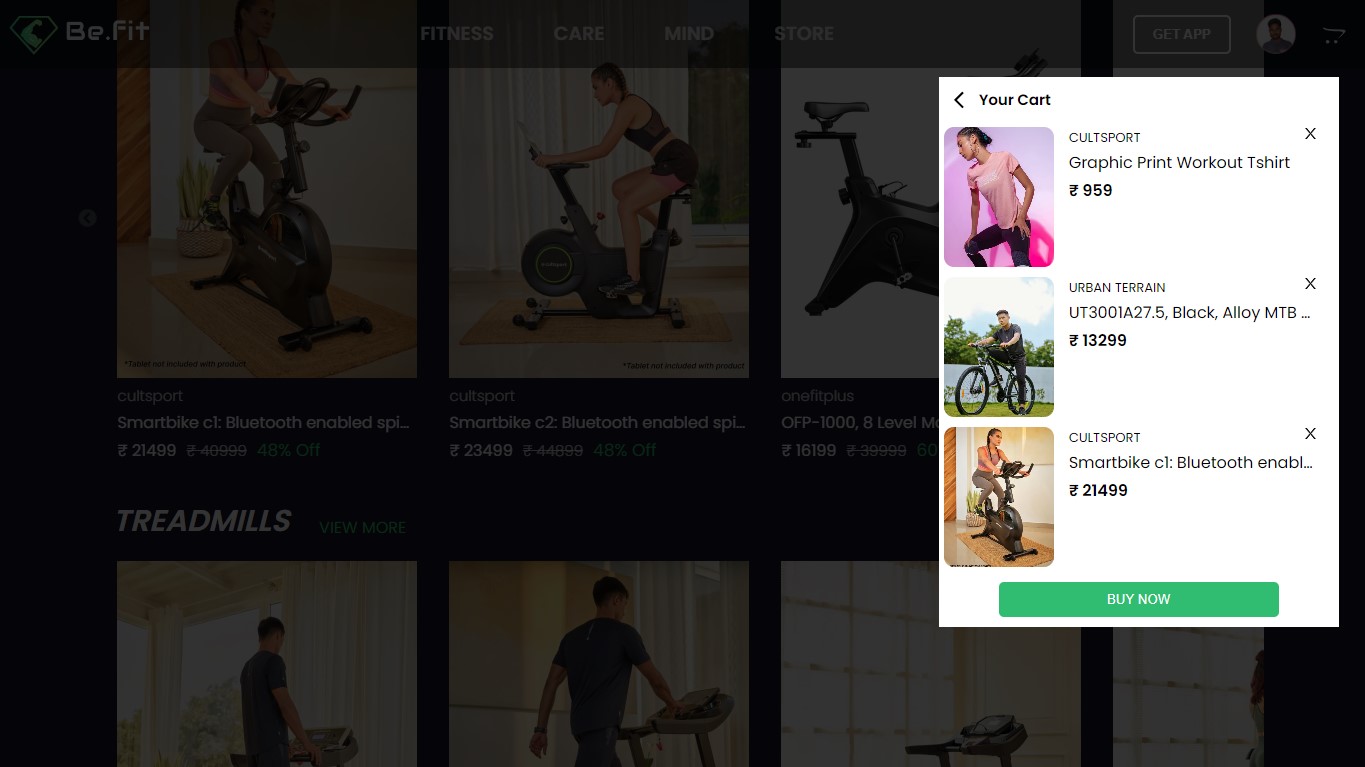 Be.Fit
FITNESS
CARE
MIND
STORE
GET APP
*Tablet not included with product
*Tablet not included with product
cultsport
Smartbike c1: Bluetooth enabled spi...
₹ 21499 ₹ 40999 48% Off
cultsport
Smartbike c2: Bluetooth enabled spi...
₹ 23499 ₹ 44899 48% Off
onefitplus
OFP-1000, 8 Level
₹ 16199 ₹ 39999 60
TREADMILLS
VIEW MORE
Your Cart
CULTSPORT
X
Graphic Print Workout Tshirt
₹ 959
URBAN TERRAIN
X
UT3001A27.5, Black, Alloy MTB ...
₹ 13299
CULTSPORT
X
Smartbike c1: Bluetooth enabl...
₹ 21499
BUY NOW